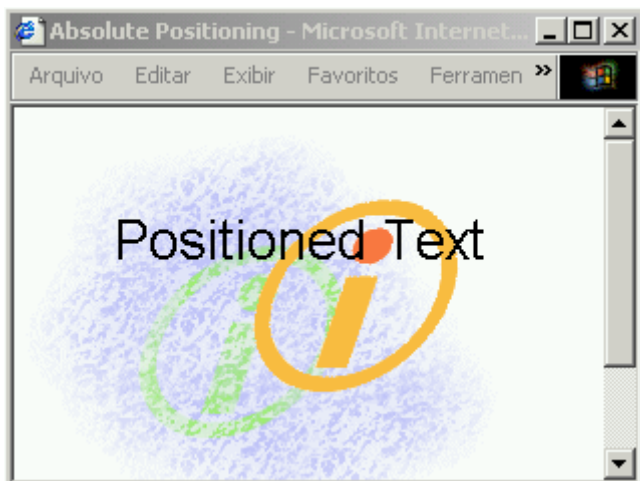 Absolute Positioning - Microsoft Internet...
Arquivo Editar Exibir Favoritos Ferramen »
Positioned Text